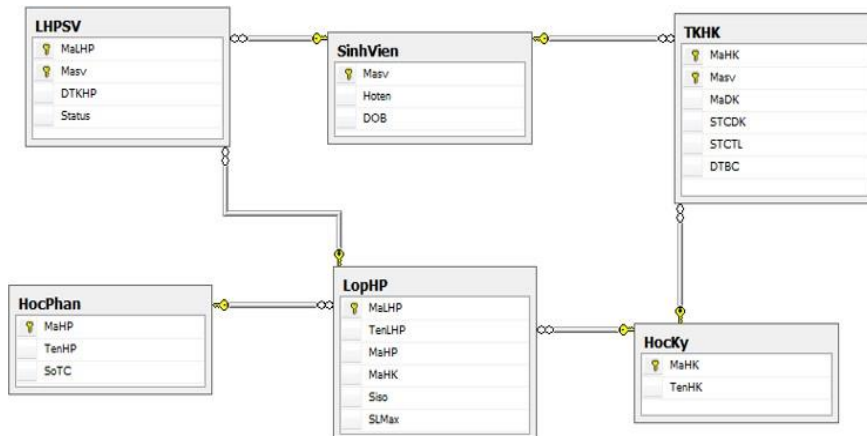 LHPSV
MaLHP
Masv
DTKHP
Status
SinhVien
Masv
Hoten
DOB
TKHK
MaHK
Masv
MaDK
STCDK
STCTL
DTBC
HocPhan
MaHP
TenHP
SoTC
LopHP
MaLHP
TenLHP
MaHP
MaHK
Siso
SLMax
HocKy
MaHK
TenHK